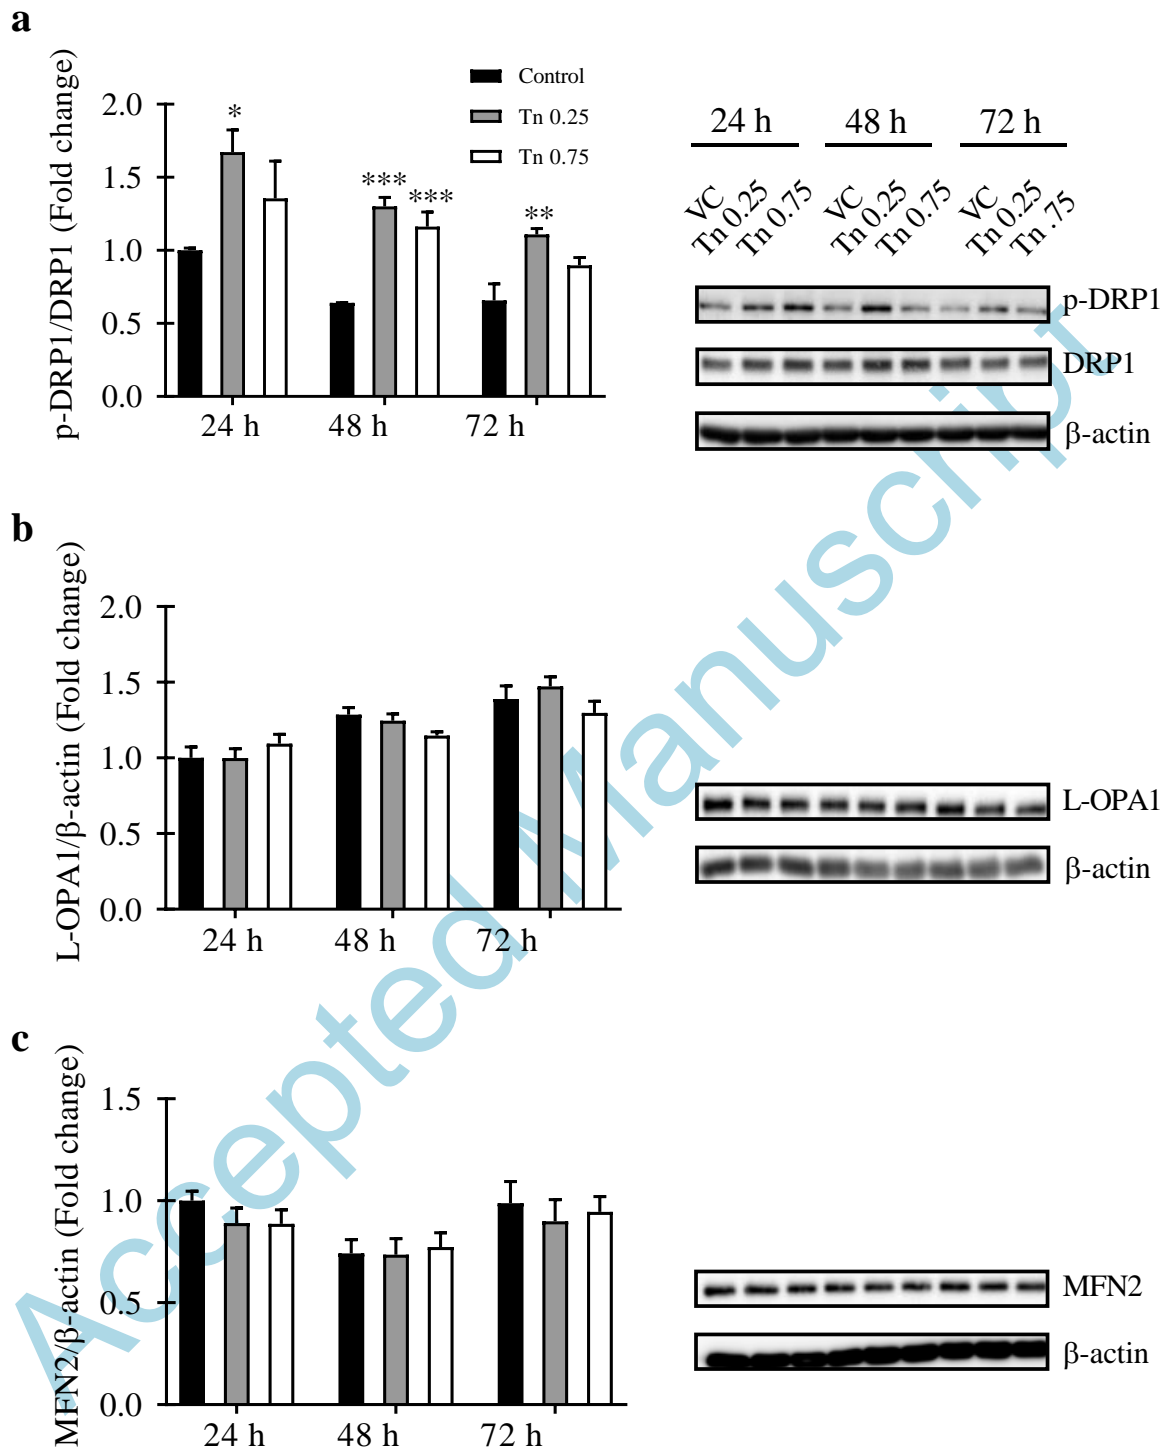 a
p-DRP1/DRP1 (Fold change)
2.0
1.5
1.0
0.5
0.0
*
***
***
**
Control
Tn 0.25
Tn 0.75
24 h
48 h
72 h
24 h
48 h
72 h
VC
Tn 0.25
Tn 0.75
VC
Tn 0.25
Tn 0.75
VC
Tn 0.25
Tn .75
p-DRP1
DRP1
β-actin
b
L-OPA1/β-actin (Fold change)
2.0
1.5
1.0
0.5
0.0
24 h
48 h
72 h
L-OPA1
β-actin
c
MFN2/β-actin (Fold change)
1.5
1.0
0.5
0.0
24 h
48 h
72 h
MFN2
β-actin
Accepted Manuscript